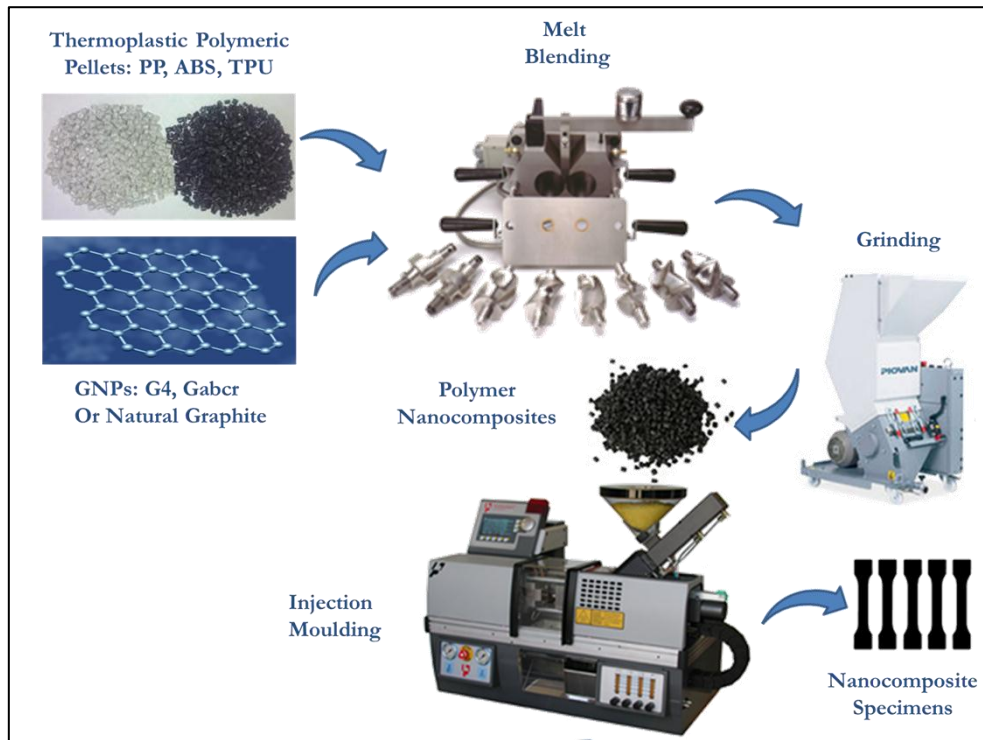 Thermoplastic Polymeric
Pellets: PP, ABS, TPU
Melt
Blending
Grinding
PIOVAN
GNPs: G4, Gabcr
Or Natural Graphite
Polymer
Nanocomposites
Injection
Moulding
Nanocomposite
Specimens